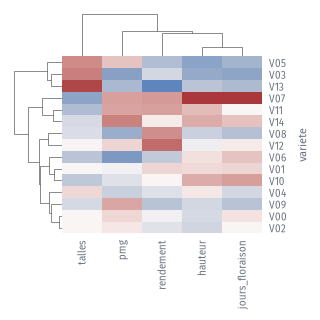 V05
V03
V13
V07
V11
V14
V08
V12
V06
V01
V10
V04
V09
V00
V02
variete
talles
pmg
rendement
hauteur
jours_floraison